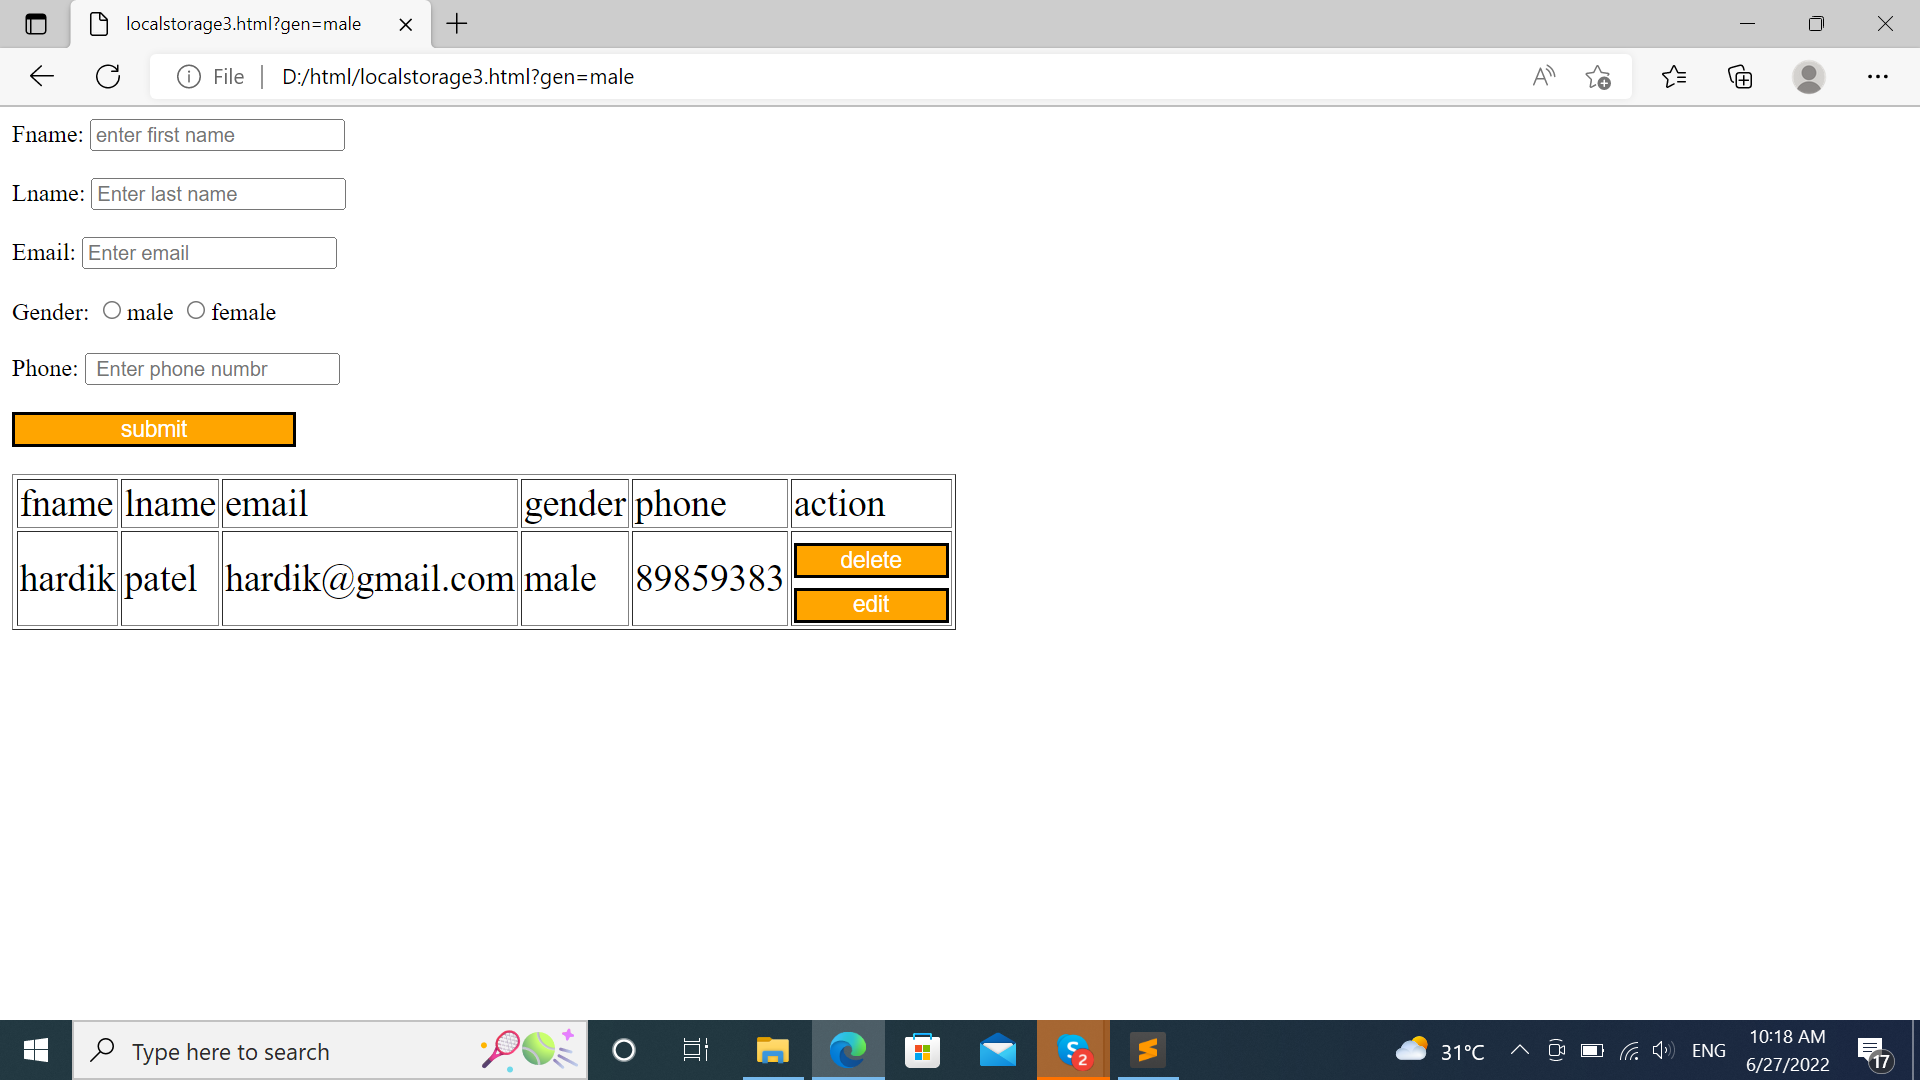 localstorage3.html?gen=male
File D:/html/localstorage3.html?gen=male
Fname: enter first name
Lname: Enter last name
Email: Enter email
Gender: male female
Phone: Enter phone numbr
submit
fname lname email gender phone action
hardik patel hardik@gmail.com male 89859383 delete
edit
Type here to search
S 2
31°C
ENG
10:18 AM
6/27/2022
17